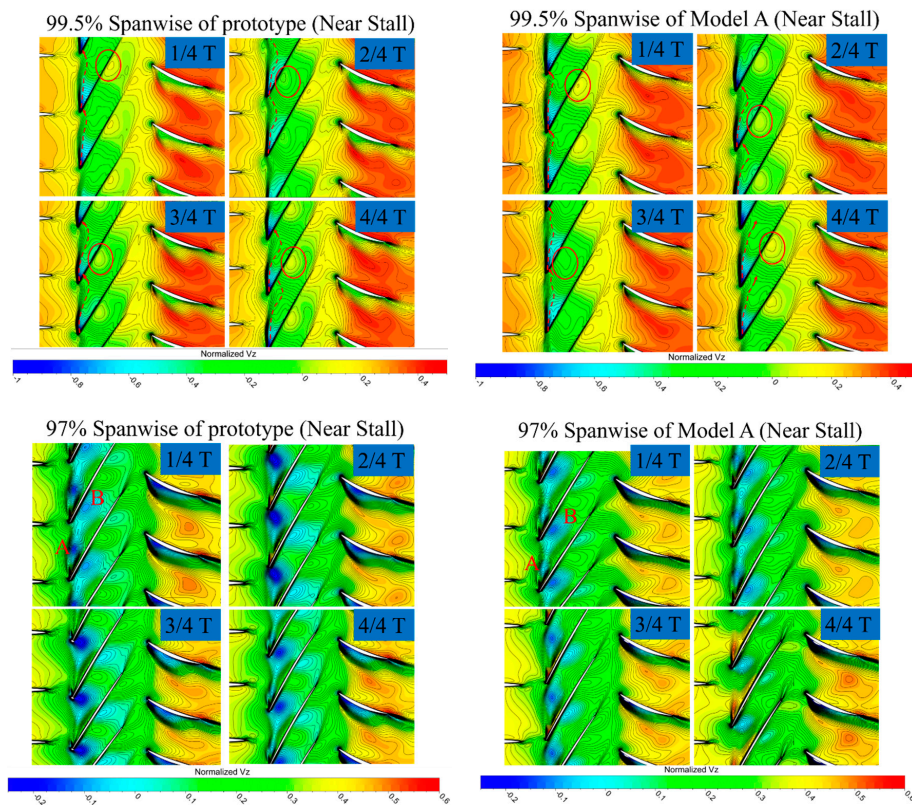 99.5% Spanwise of prototype (Near Stall)
1/4 T
2/4 T
3/4 T
4/4 T
Normalized Vz
-1 -0.8 -0.6 -0.4 -0.2 0 0.2 0.4
99.5% Spanwise of Model A (Near Stall)
1/4 T
2/4 T
3/4 T
4/4 T
Normalized Vz
-1 -0.8 -0.6 -0.4 -0.2 0 0.2 0.4
97% Spanwise of prototype (Near Stall)
1/4 T
B
A
2/4 T
3/4 T
4/4 T
Normalized Vz
-0.2 -0.1 0 0.1 0.2 0.3 0.4 0.5 0.6
97% Spanwise of Model A (Near Stall)
1/4 T
B
A
2/4 T
3/4 T
4/4 T
Normalized Vz
-0.2 -0.1 0 0.1 0.2 0.3 0.4 0.5 0.6